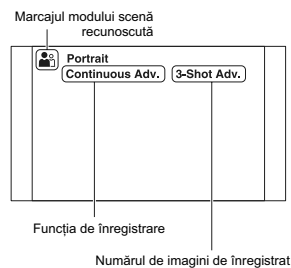 Marcajul modului scenă
recunoscută
Portrait
Continuous Adv. 3-Shot Adv.
Funcția de înregistrare
Numărul de imagini de înregistrat